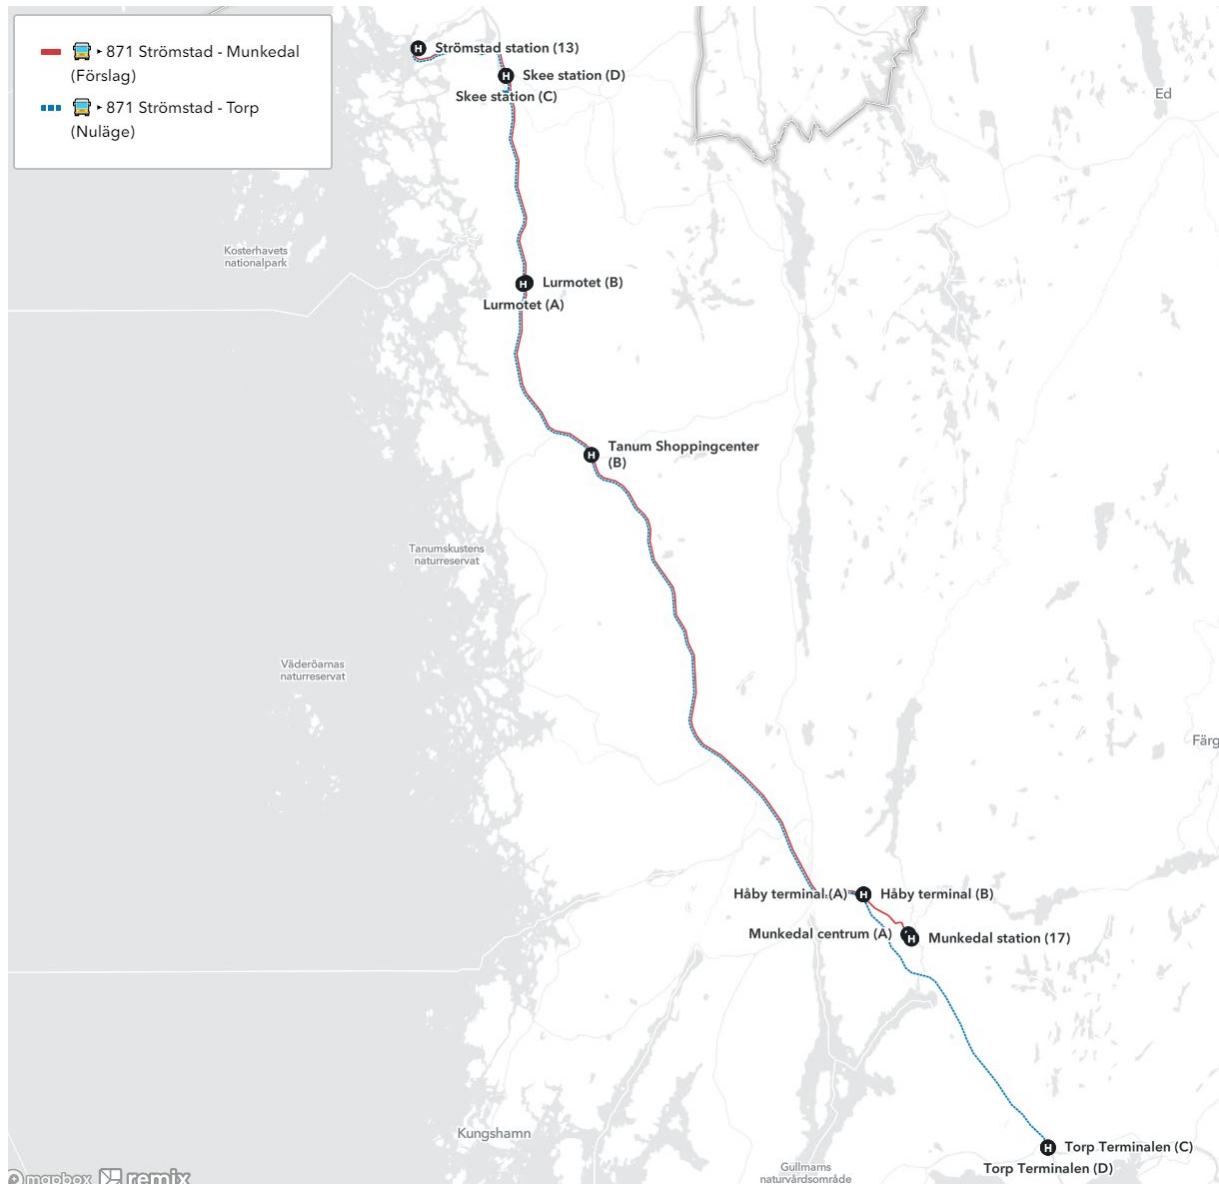 871 Strömstad - Munkedal
(Förslag)
871 Strömstad - Torp
(Nuläge)
Strömstad station (13)
Skee station (D)
Skee station (C)
Ed
Kosterhavets
nationalpark
Lurmotet (B)
Lurmotet (A)
Tanum Shoppingcenter
(B)
Tanumskustens
naturreservat
Väderöarnas
naturreservat
Färg
Håby terminal (A)
Håby terminal (B)
Munkedal centrum (A)
Munkedal station (17)
Kungshamn
Torp Terminalen (C)
Torp Terminalen (D)
Gullmarns
naturvårdsområde
mapbox
remix